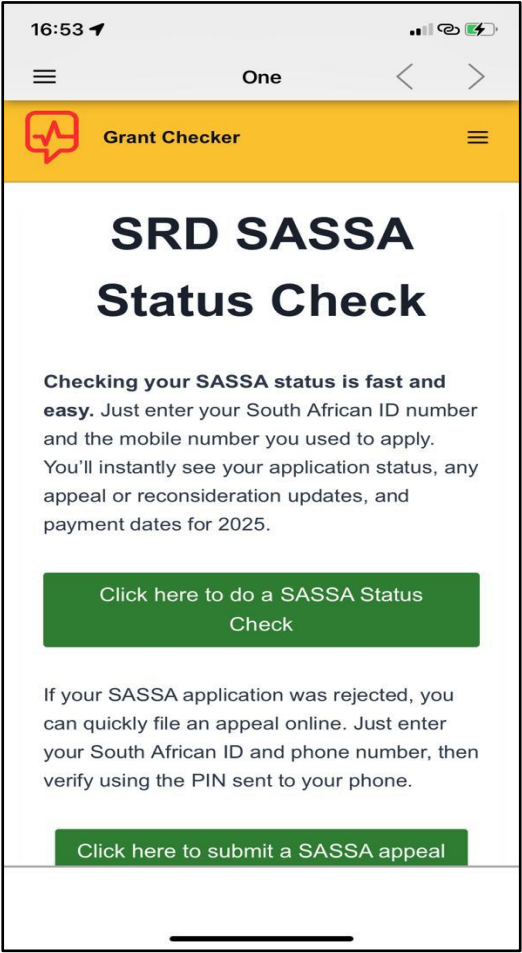 16:53
One
Grant Checker
SRD SASSA
Status Check
Checking your SASSA status is fast and
easy. Just enter your South African ID number
and the mobile number you used to apply.
You’ll instantly see your application status, any
appeal or reconsideration updates, and
payment dates for 2025.
Click here to do a SASSA Status
Check
If your SASSA application was rejected, you
can quickly file an appeal online. Just enter
your South African ID and phone number, then
verify using the PIN sent to your phone.
Click here to submit a SASSA appeal